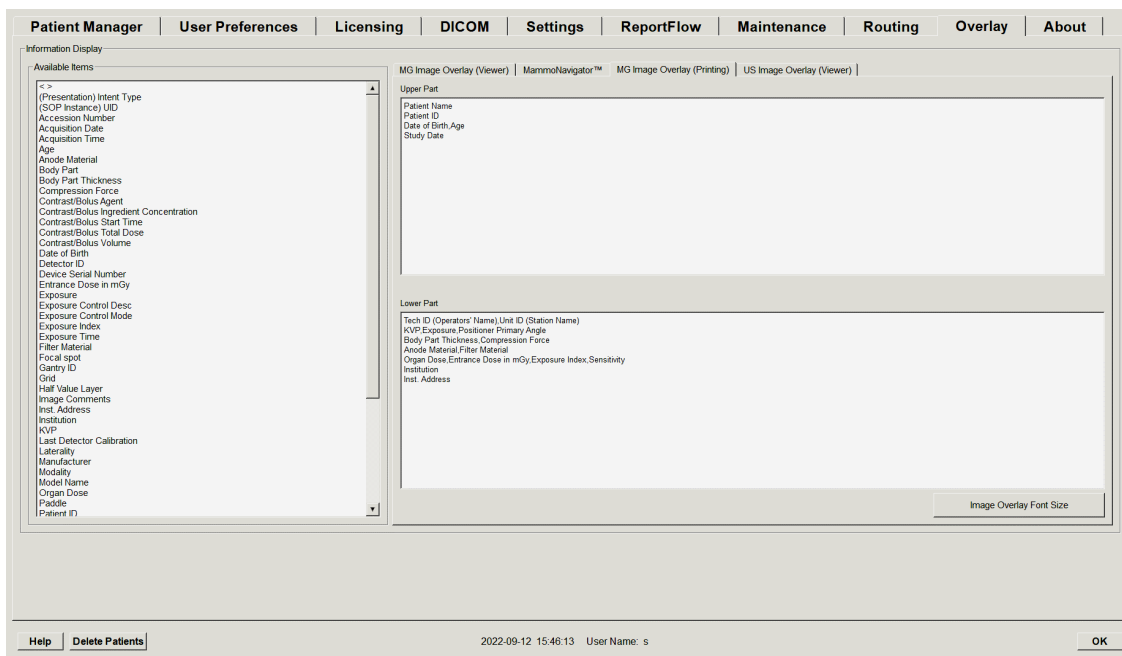 Patient Manager | User Preferences | Licensing | DICOM | Settings | ReportFlow | Maintenance | Routing | Overlay | About |
Information Display
Available Items
< >
(Presentation) Intent Type
(SOP Instance) UID
Accession Number
Acquisition Date
Acquisition Time
Age
Anode Material
Body Part
Body Part Thickness
Compression Force
Contrast/Bolus Agent
Contrast/Bolus Ingredient Concentration
Contrast/Bolus Start Time
Contrast/Bolus Total Dose
Contrast/Bolus Volume
Date of Birth
Detector ID
Device Serial Number
Entrance Dose in mGy
Exposure
Exposure Control Desc
Exposure Control Mode
Exposure Index
Exposure Time
Filter Material
Focal spot
Gantry ID
Grid
Half Value Layer
Image Comments
Inst. Address
Institution
KVP
Last Detector Calibration
Laterality
Manufacturer
Modality
Model Name
Organ Dose
Paddle
Patient ID
MG Image Overlay (Viewer) | MammoNavigator™ MG Image Overlay (Printing) | US Image Overlay (Viewer) |
Upper Part
Patient Name
Patient ID
Date of Birth,Age
Study Date
Lower Part
Tech ID (Operators' Name),Unit ID (Station Name)
KVP,Exposure,Positioner Primary Angle
Body Part Thickness,Compression Force
Anode Material,Filter Material
Organ Dose,Entrance Dose in mGy,Exposure Index,Sensitivity
Institution
Inst. Address
Image Overlay Font Size
Help Delete Patients 2022-09-12 15:46:13 User Name: s OK